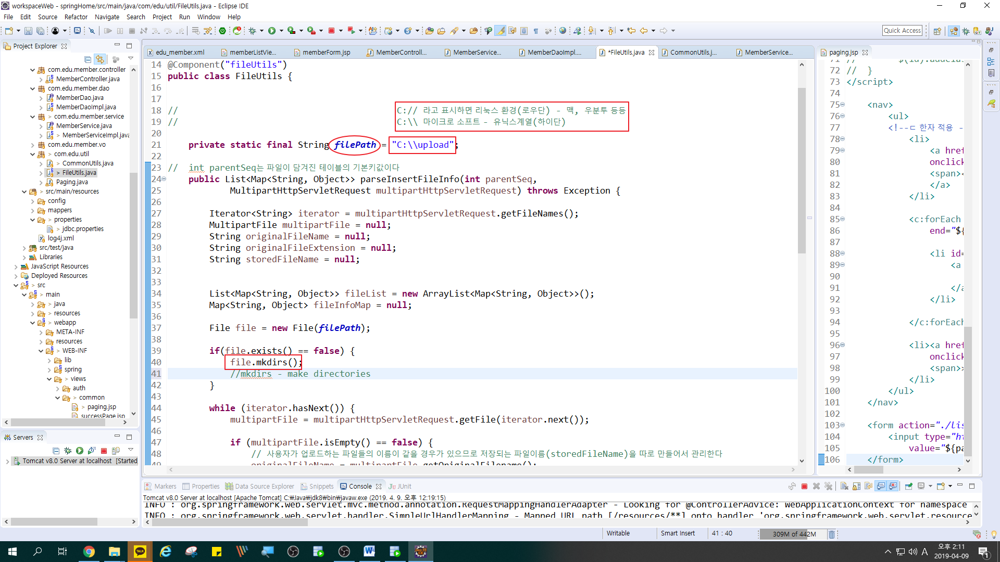 workspaceWeb - springHome/src/main/java/com/edu/util/FileUtils.java - Eclipse IDE
File Edit Source Refactor Navigate Search Project Run Window Help
Quick Access
Project Explorer
com.edu.member.controller
MemberController.java
com.edu.member.dao
MemberDao.java
MemberDaoImpl.java
> com.edu.member.service
MemberService.java
> MemberServiceImpl.java
com.edu.member.vo
> com.edu.util
> CommonUtils.java
> FileUtils.java
Paging.java
> src/main/resources
config
mappers
> properties
> jdbc.properties
log4j.xml
src/test/java
Libraries
JavaScript Resources
Deployed Resources
> src
> main
> java
> resources
> webapp
META-INF
resources
> WEB-INF
> lib
spring
> views
auth
> common
> paging.jsp
successPage.jsp
Servers
Tomcat v8.0 Server at localhost [Started
edu_member.xml memberListVie... memberForm.jsp MemberControll... MemberService... MemberDaoImpl.... *FileUtils.java CommonUtils.j... MemberService...
14 @Component("fileUtils")
15 public class FileUtils {
16
17
18 // C:// 라고 표시하면 리눅스 환경(로우단) - 맥, 우분투 등등
19 // C:\\ 마이크로 소프트 - 유닉스계열(하이단)
20
21 private static final String filePath = "C:\\upload";
22
23 // int parentSeq는 파일이 담겨진 테이블의 기본키값이다
24 public List<Map<String, Object>> parseInsertFileInfo(int parentSeq,
25 MultipartHttpServletRequest multipartHttpServletRequest) throws Exception {
26
27 Iterator<String> iterator = multipartHttpServletRequest.getFileNames();
28 MultipartFile multipartFile = null;
29 String originalFileName = null;
30 String originalFileExtension = null;
31 String storedFileName = null;
32
33
34 List<Map<String, Object>> fileList = new ArrayList<Map<String, Object>>();
35 Map<String, Object> fileInfoMap = null;
36
37 File file = new File(filePath);
38
39 if(file.exists() == false) {
40 file.mkdirs();
41 //mkdirs - make directories
42 }
43
44 while (iterator.hasNext()) {
45 multipartFile = multipartHttpServletRequest.getFile(iterator.next());
46
47 if (multipartFile.isEmpty() == false) {
48 // 사용자가 업로드하는 파일들의 이름이 같을 경우가 있으므로 저장되는 파일이름(storedFileName)을 따로 만들어서 관리한다
49 originalFileName = multipartFile.getOriginalFilename();
paging.jsp
71 // $(id).addClas
72 // }
73 </script>
74
75 <nav>
76 <ul>
77 <!--ㄷ 한자 적용 -
78 <li>
79 <a href
80 onclick
81 <span><
82 </a>
83 </li>
84
85 <c:forEach
86 end="${
87
88 <li id=
89 <a
90
91 </a
92 </li>
93
94 </c:forEach
95
96 <li><a href
97 onclick
98 <span>>
99 </li>
100 </ul>
101 </nav>
102
103 <form action="./lis
104 <input type="hi
105 value="${pa
106 </form>
Markers Properties Data Source Explorer Snippets Console JUnit
Tomcat v8.0 Server at localhost [Apache Tomcat] C:₩Java₩jdk8₩bin₩javaw.exe (2019. 4. 9. 오후 12:19:15)
INFO : org.springframework.web.servlet.mvc.method.annotation.RequestMappingHandlerAdapter - Looking for @ControllerAdvice: WebApplicationContext for namespace
INFO : org.springframework.web.servlet.handler.SimpleUrlHandlerMapping - Mapped URL path [/resources/**] onto handler 'org.springframework.web.servlet.resource
Writable Smart Insert 41 : 40 309M of 442M
TALK
A 오후 2:11
2019-04-09
1